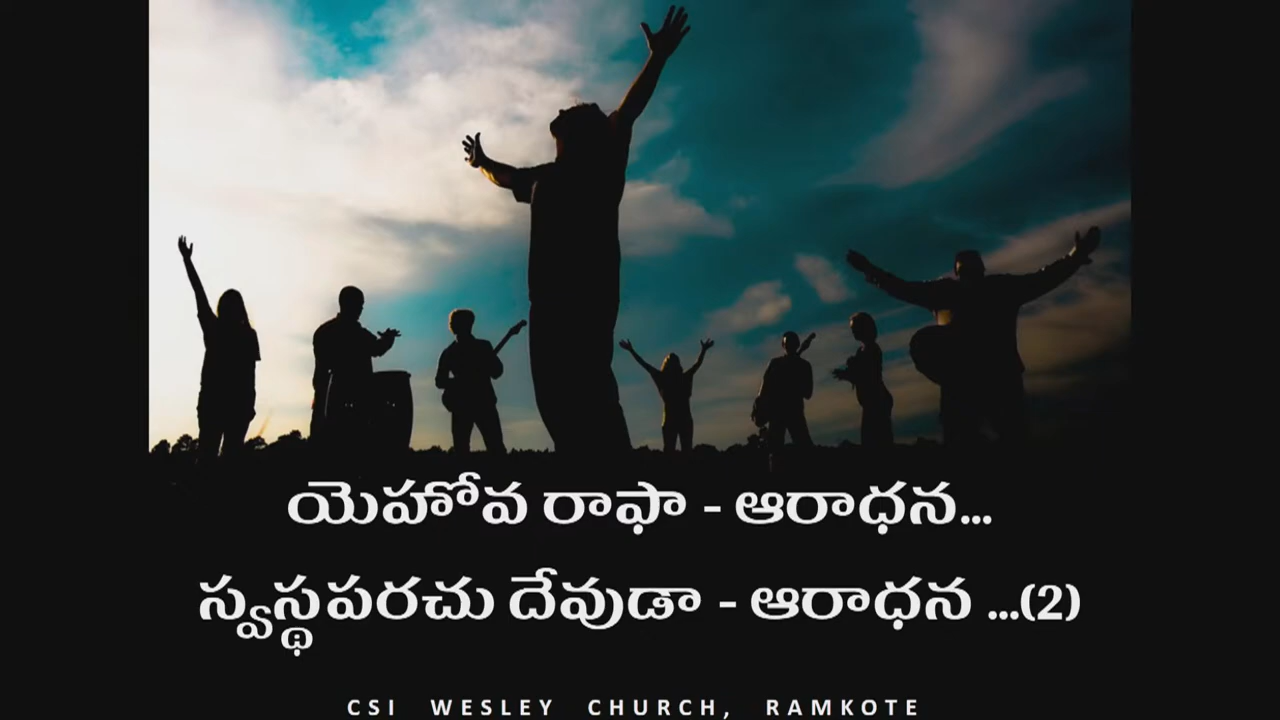 యెహోవ రాఫా - ఆరాధన...
స్వస్థపరచు దేవుడా - ఆరాధన ...(2)
CSI WESLEY CHURCH, RAMKOTE